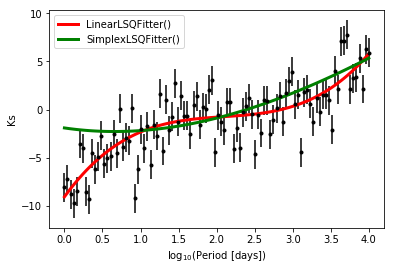 LinearLSQFitter()
SimplexLSQFitter()
10
5
0
−5
−10
Ks
0.0 0.5 1.0 1.5 2.0 2.5 3.0 3.5 4.0
log10(Period [days])